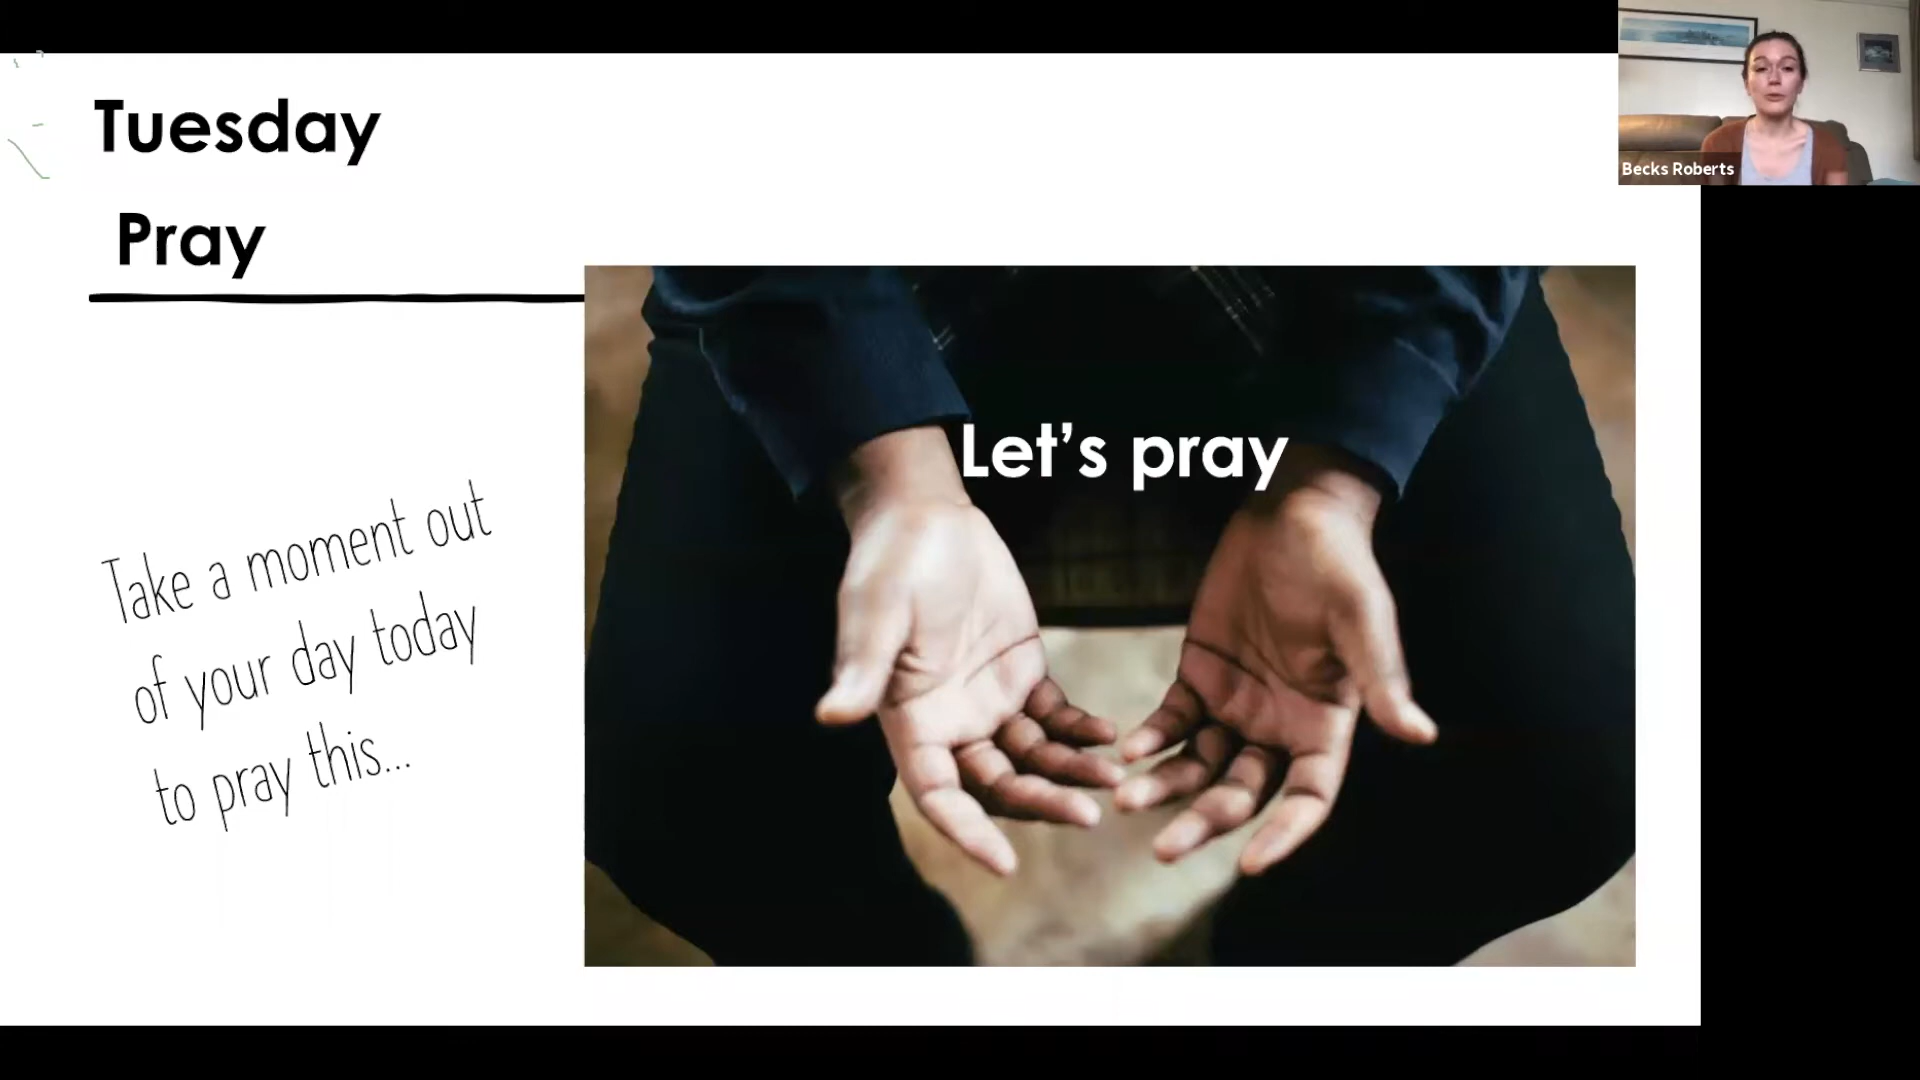 Tuesday
Pray
Let's pray
Take a moment out
of your day today
to pray this...
Becks Roberts